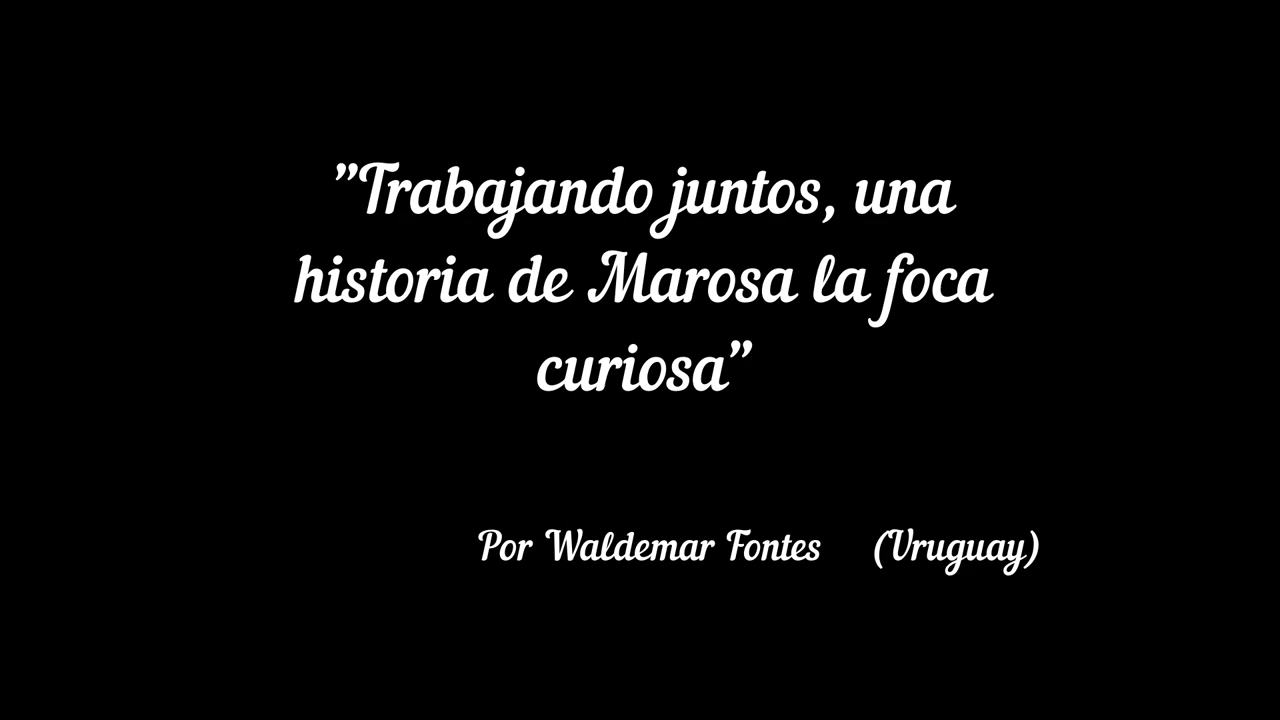 ”Trabajando juntos, una
historia de Marosa la foca
curiosa”
Por Waldemar Fontes (Uruguay)